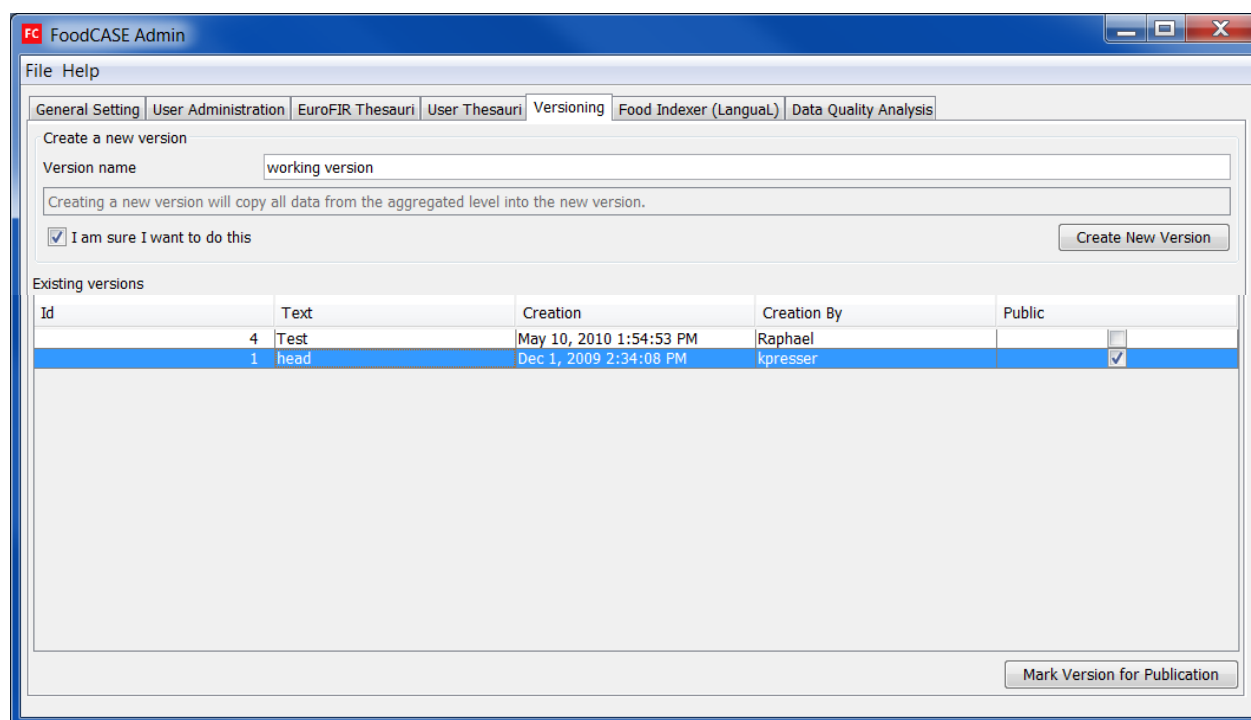 FC FoodCASE Admin
File Help
General Setting User Administration EuroFIR Thesauri User Thesauri Versioning Food Indexer (LanguaL) Data Quality Analysis
Create a new version
Version name working version
Creating a new version will copy all data from the aggregated level into the new version.
I am sure I want to do this Create New Version
Existing versions
Id Text Creation Creation By Public
4 Test May 10, 2010 1:54:53 PM Raphael
1 head Dec 1, 2009 2:34:08 PM kpresser
Mark Version for Publication